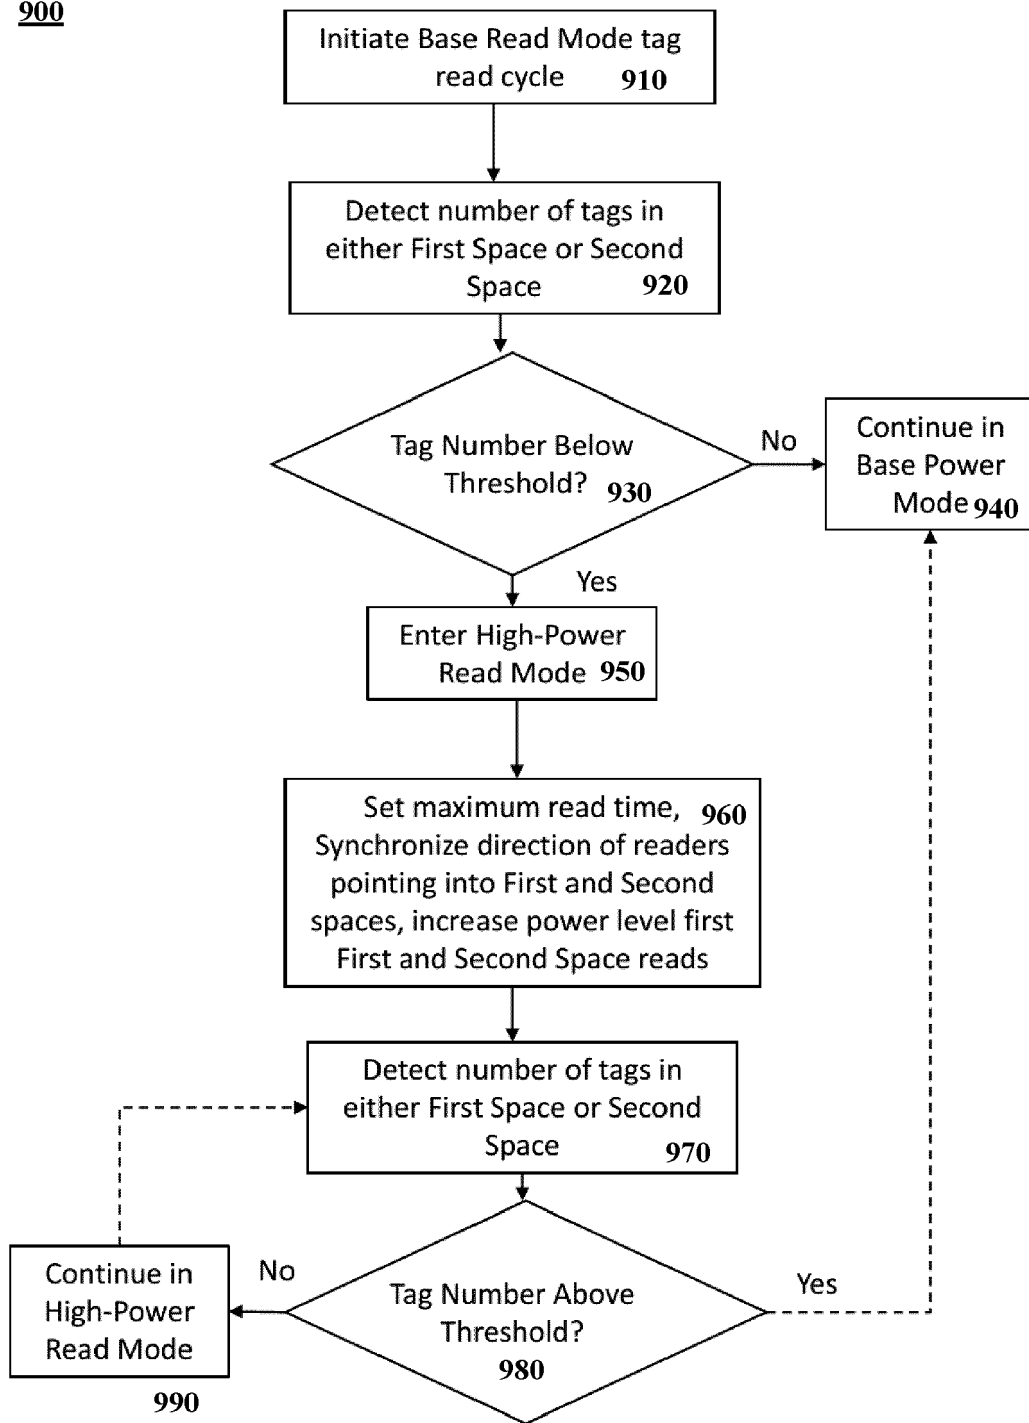 900
Initiate Base Read Mode tag
read cycle 910
Detect number of tags in
either First Space or Second
Space 920
Tag Number Below
Threshold? 930
No
Continue in
Base Power
Mode 940
Yes
Enter High-Power
Read Mode 950
Set maximum read time, 960
Synchronize direction of readers
pointing into First and Second
spaces, increase power level first
First and Second Space reads
Detect number of tags in
either First Space or Second
Space 970
Tag Number Above
Threshold?
980
Yes
No
Continue in
High-Power
Read Mode
990